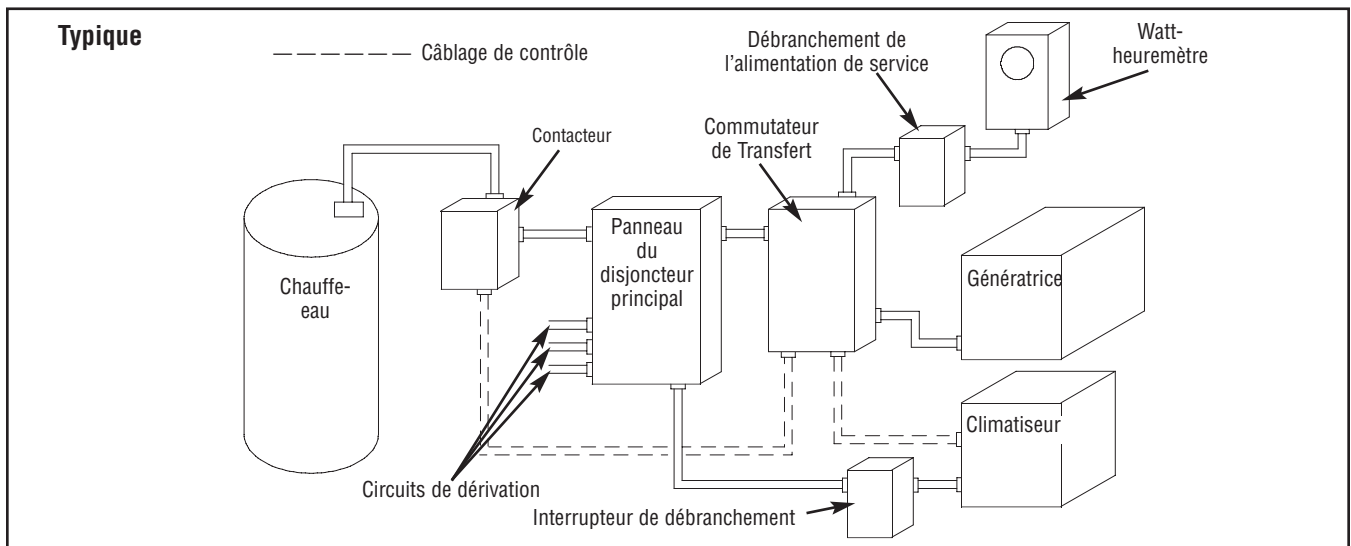 Typique
Câblage de contrôle
Débranchement de
l'alimentation de service
Watt-
heuremètre
Contacteur
Commutateur
de Transfert
Panneau
du
disjoncteur
principal
Chauffe-
eau
Génératrice
Climatiseur
Circuits de dérivation
Interrupteur de débranchement